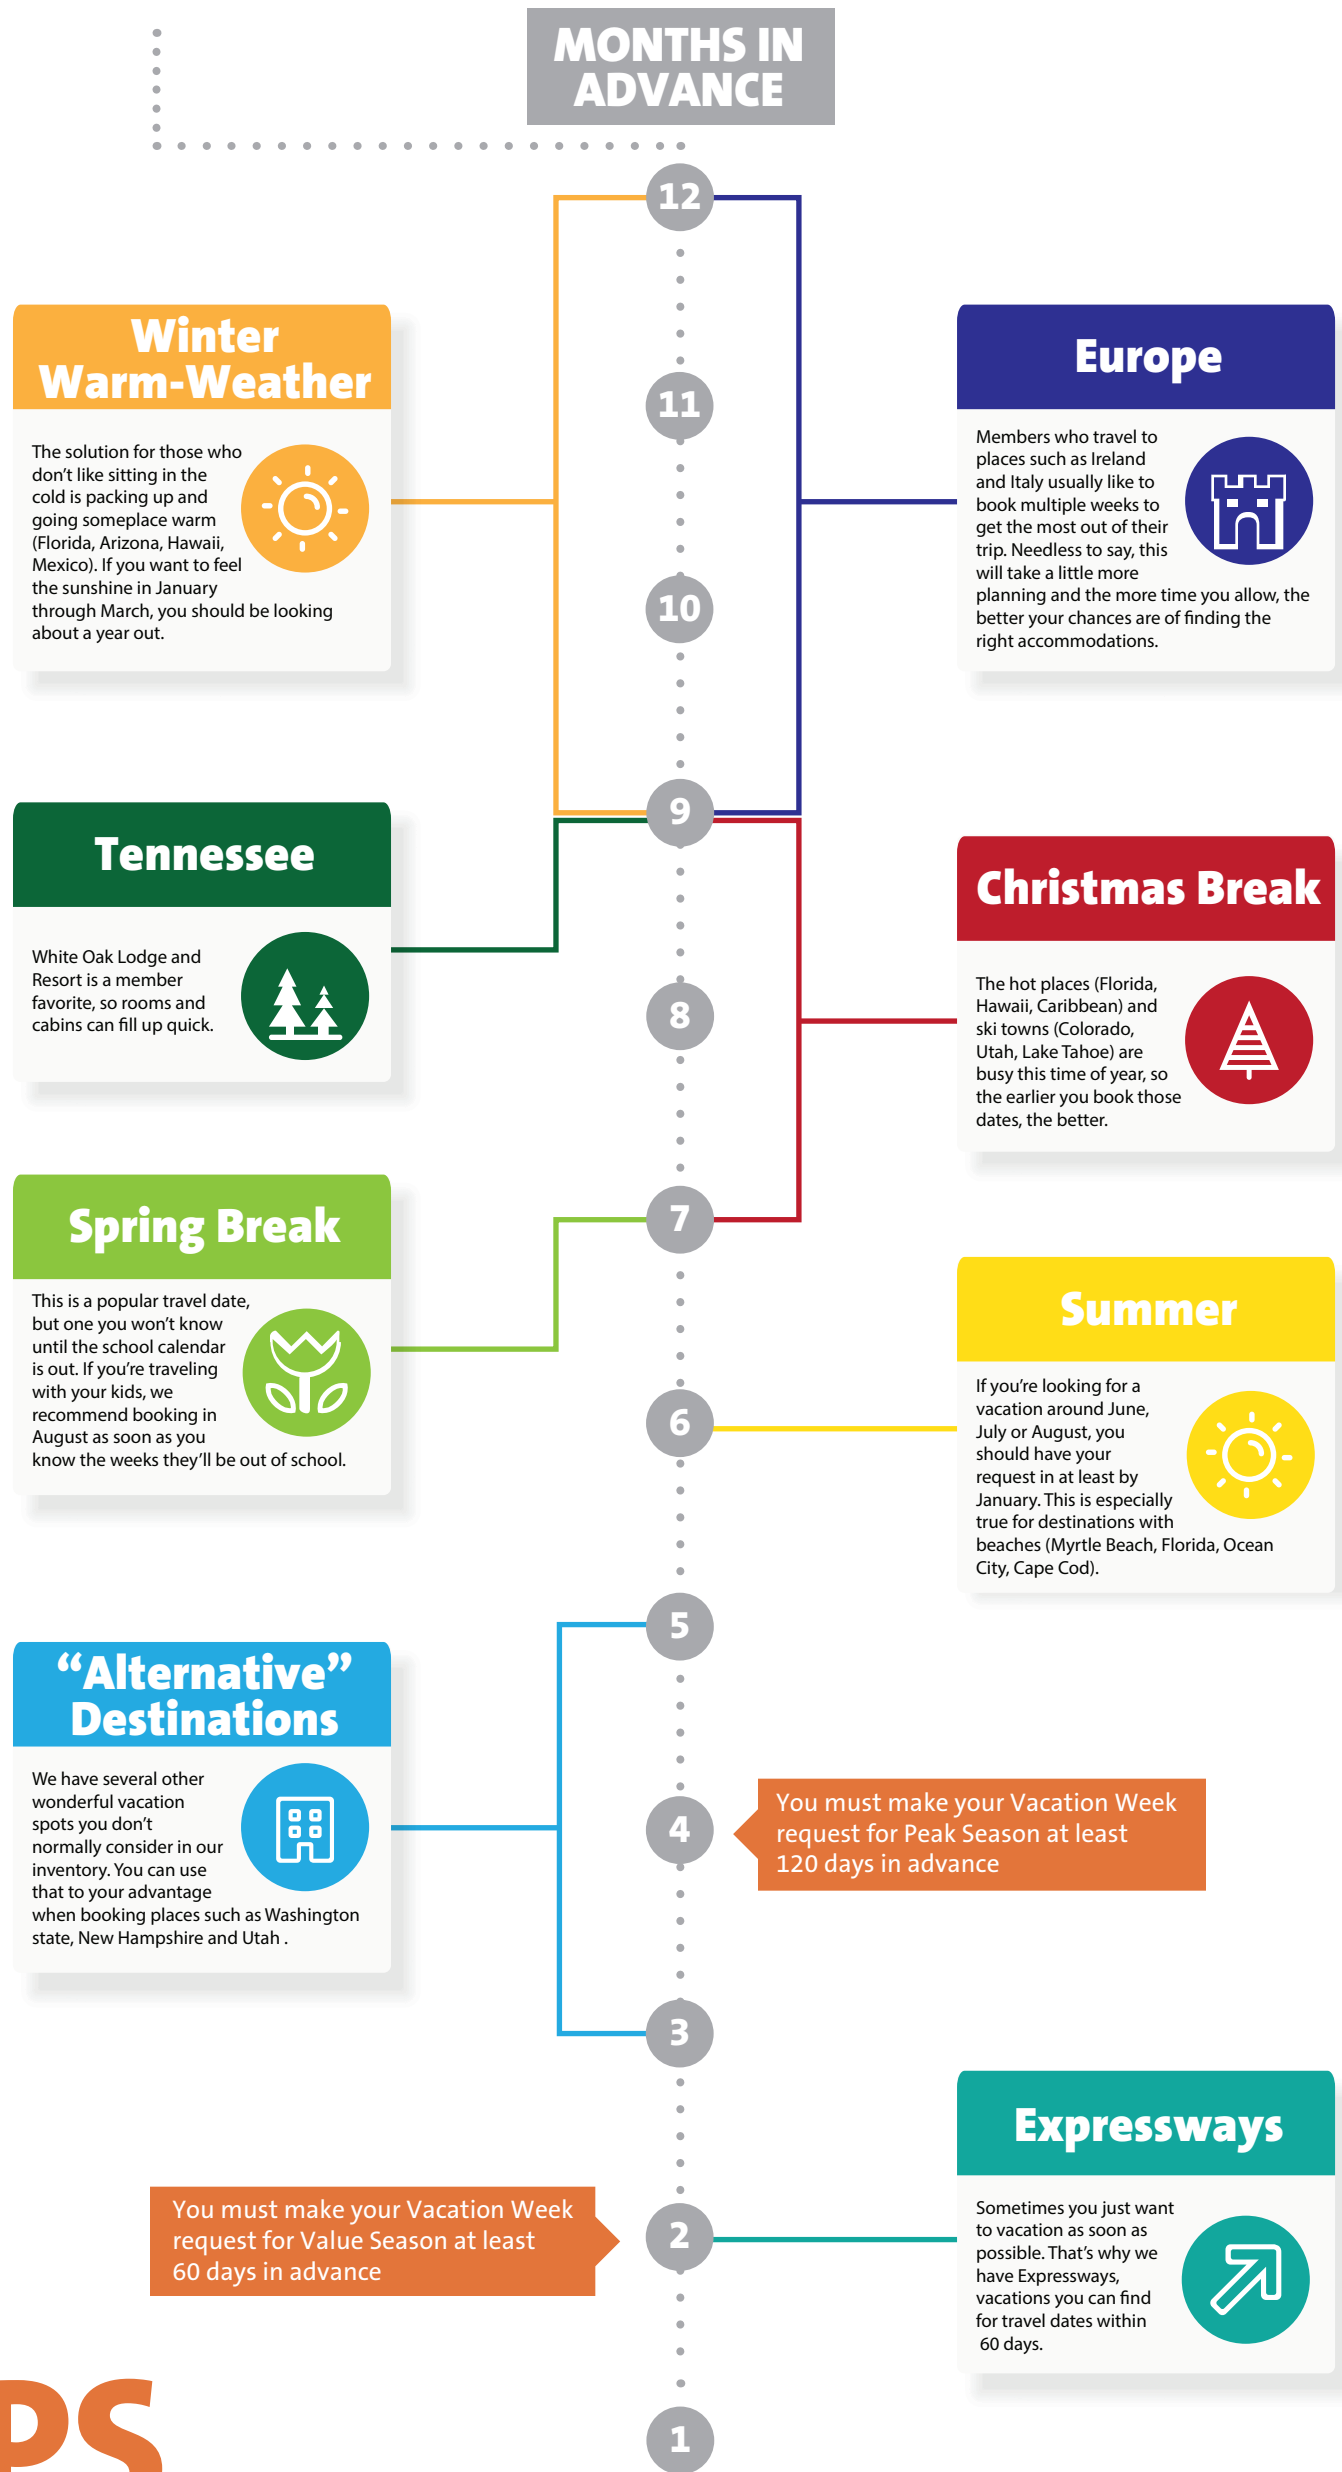 MONTHS IN
ADVANCE
12
Winter
Warm-Weather
The solution for those who
don't like sitting in the
cold is packing up and
going someplace warm
(Florida, Arizona, Hawaii,
Mexico). If you want to feel
the sunshine in January
through March, you should be looking
about a year out.
Europe
Members who travel to
places such as Ireland
and Italy usually like to
book multiple weeks to
get the most out of their
trip. Needless to say, this
will take a little more
planning and the more time you allow, the
better your chances are of finding the
right accommodations.
11
10
9
Tennessee
White Oak Lodge and
Resort is a member
favorite, so rooms and
cabins can fill up quick.
Christmas Break
The hot places (Florida,
Hawaii, Caribbean) and
ski towns (Colorado,
Utah, Lake Tahoe) are
busy this time of year, so
the earlier you book those
dates, the better.
8
7
Spring Break
This is a popular travel date,
but one you won't know
until the school calendar
is out. If you're traveling
with your kids, we
recommend booking in
August as soon as you
know the weeks they'll be out of school.
Summer
If you're looking for a
vacation around June,
July or August, you
should have your
request in at least by
January. This is especially
true for destinations with
beaches (Myrtle Beach, Florida, Ocean
City, Cape Cod).
6
5
“Alternative”
Destinations
We have several other
wonderful vacation
spots you don't
normally consider in our
inventory. You can use
that to your advantage
when booking places such as Washington
state, New Hampshire and Utah .
4
You must make your Vacation Week
request for Peak Season at least
120 days in advance
3
Expressways
Sometimes you just want
to vacation as soon as
possible. That's why we
have Expressways,
vacations you can find
for travel dates within
60 days.
You must make your Vacation Week
request for Value Season at least
60 days in advance
2
1
PS